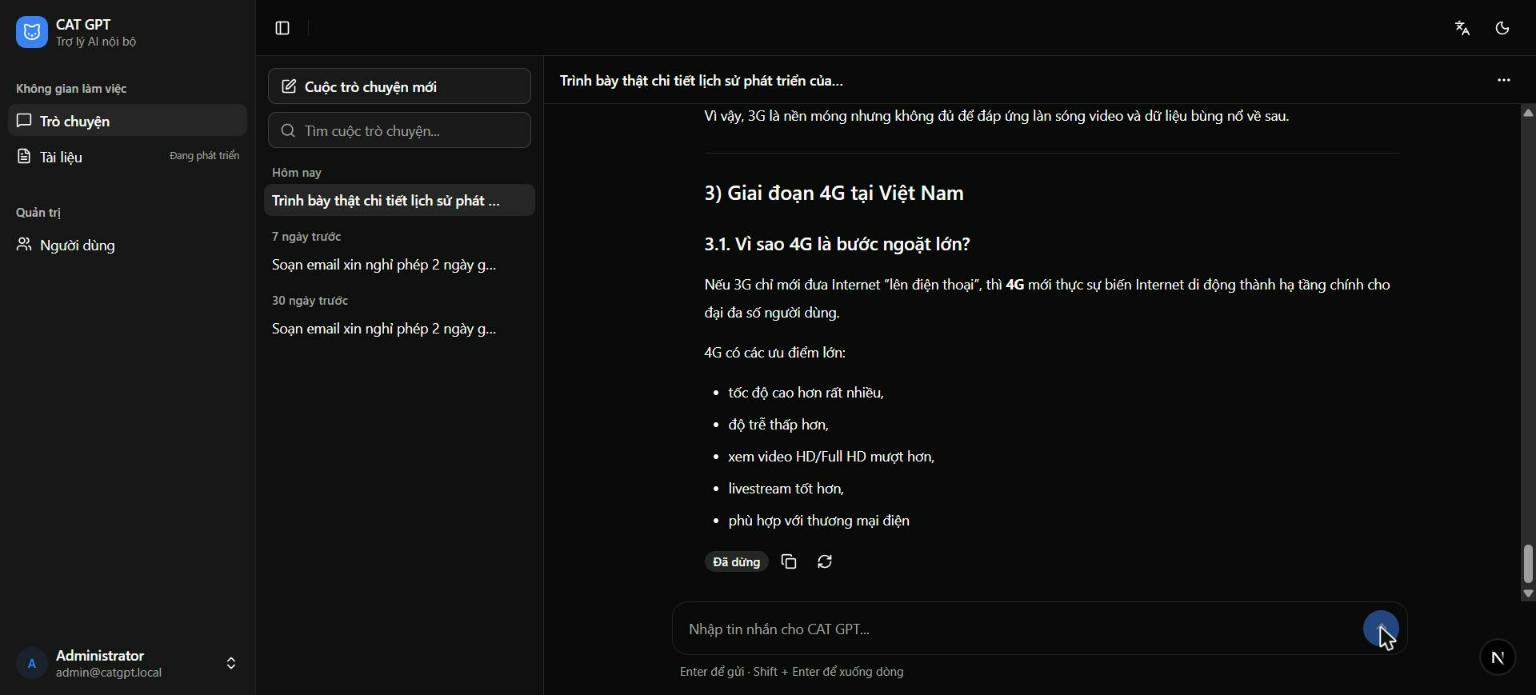 CAT GPT
Trợ lý AI nội bộ
Không gian làm việc
Trò chuyện
Tài liệu
Đang phát triển
Quản trị
Người dùng
Administrator
admin@catgpt.local
A
Cuộc trò chuyện mới
Tìm cuộc trò chuyện...
Hôm nay
Trình bày thật chi tiết lịch sử phát ...
7 ngày trước
Soạn email xin nghỉ phép 2 ngày g...
30 ngày trước
Soạn email xin nghỉ phép 2 ngày g...
Trình bày thật chi tiết lịch sử phát triển của...
Vì vậy, 3G là nền móng nhưng không đủ để đáp ứng làn sóng video và dữ liệu bùng nổ về sau.
3) Giai đoạn 4G tại Việt Nam
3.1. Vì sao 4G là bước ngoặt lớn?
Nếu 3G chỉ mới đưa Internet “lên điện thoại”, thì 4G mới thực sự biến Internet di động thành hạ tầng chính cho
đại đa số người dùng.
4G có các ưu điểm lớn:
• tốc độ cao hơn rất nhiều,
• độ trễ thấp hơn,
• xem video HD/Full HD mượt hơn,
• livestream tốt hơn,
• phù hợp với thương mại điện
Đã dừng
Nhập tin nhắn cho CAT GPT...
Enter để gửi · Shift + Enter để xuống dòng
N